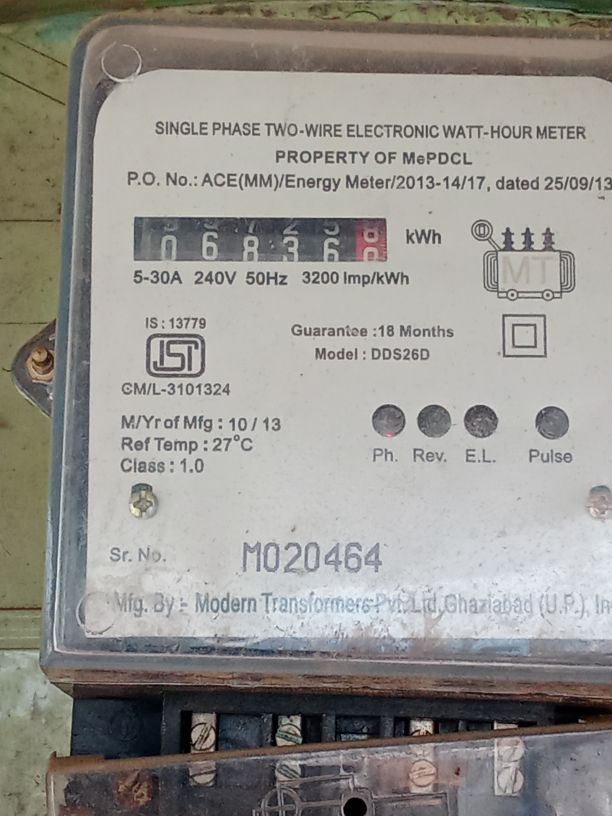 SINGLE PHASE TWO-WIRE ELECTRONIC WATT-HOUR METER
PROPERTY OF MePDCL
P.O. No.: ACE(MM)/Energy Meter/2013-14/17, dated 25/09/13
0 6 8 3 6 kWh
5-30A 240V 50Hz 3200 Imp/kWh
MT
IS : 13779
ISI
CM/L-3101324
Guarantee :18 Months
Model : DDS26D
M/Yr of Mfg : 10 / 13
Ref Temp : 27°C
Class : 1.0
Ph. Rev. E.L. Pulse
Sr. No. M020464
Mfg. By :- Modern Transformers Pvt. Ltd. Ghaziabad (U.P.), In